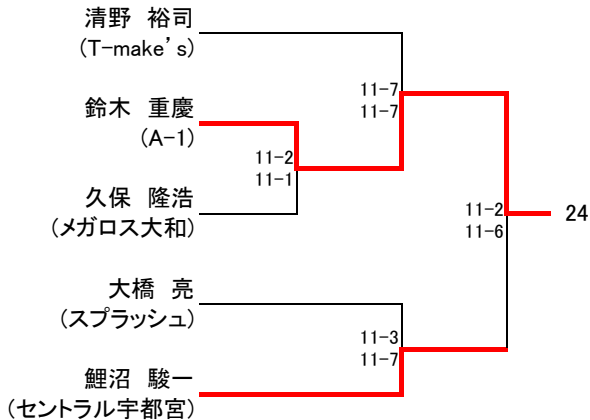 清野　裕司
(T-make's)
11-7
11-7
鈴木　重慶
(A-1)
11-2
11-1
久保　隆浩
(メガロス大和)
11-2
11-6
24
大橋　亮
(スプラッシュ)
11-3
11-7
鯉沼　駿一
(セントラル宇都宮)